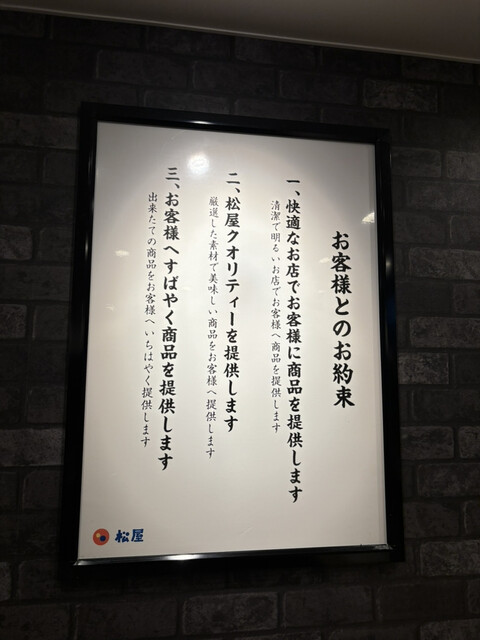 お客様とのお約束
一、快適なお店でお客様に商品を提供します
清潔で明るいお店でお客様へ商品を提供します
二、松屋クオリティーを提供します
厳選した素材で美味しい商品をお客様へ提供します
三、お客様へすばやく商品を提供します
出来たての商品をお客様へいちはやく提供します
松屋